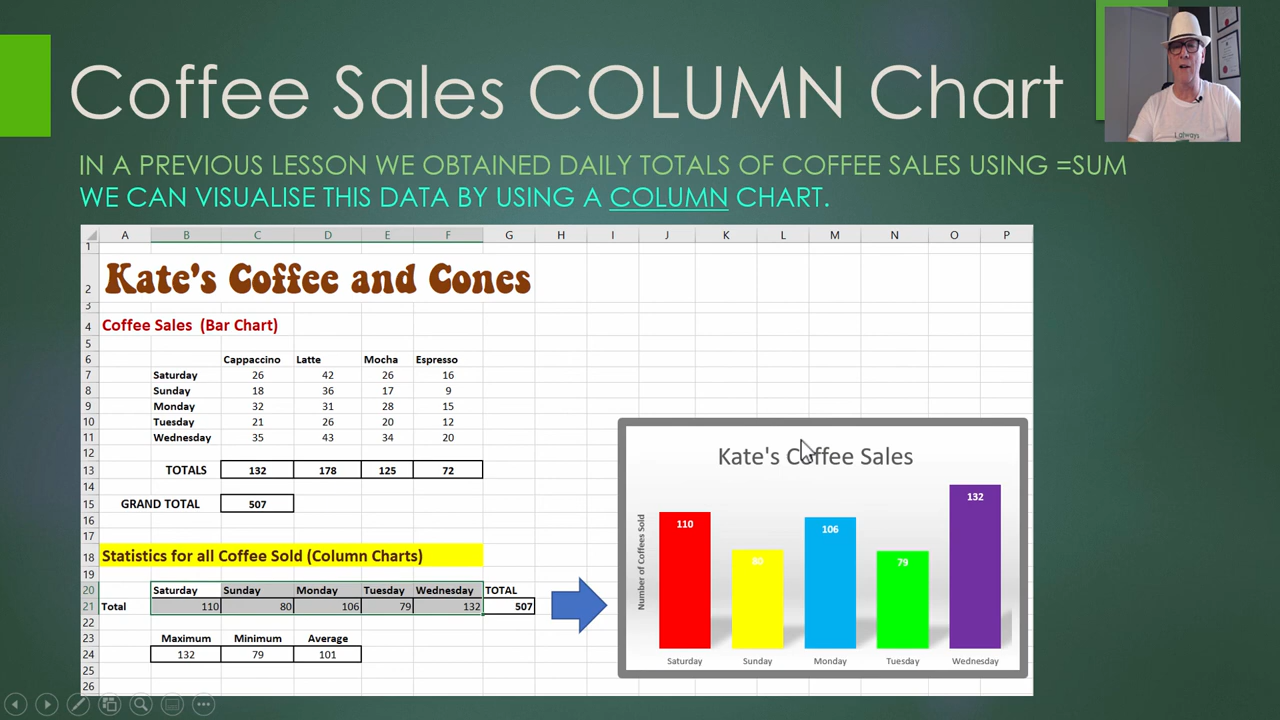 Coffee Sales COLUMN Chart
I always
IN A PREVIOUS LESSON WE OBTAINED DAILY TOTALS OF COFFEE SALES USING =SUM
WE CAN VISUALISE THIS DATA BY USING A COLUMN CHART.
A B C D E F G H I J K L M N O P
1
2 Kate's Coffee and Cones
3
4 Coffee Sales (Bar Chart)
5
6 Cappaccino Latte Mocha Espresso
7 Saturday 26 42 26 16
8 Sunday 18 36 17 9
9 Monday 32 31 28 15
10 Tuesday 21 26 20 12
11 Wednesday 35 43 34 20
12
13 TOTALS 132 178 125 72
14
15 GRAND TOTAL 507
16
17
18 Statistics for all Coffee Sold (Column Charts)
19
20 Saturday Sunday Monday Tuesday Wednesday TOTAL
21 Total 110 80 106 79 132 507
22
23 Maximum Minimum Average
24 132 79 101
25
26
Kate's Coffee Sales
Number of Coffees Sold
110 80 106 79 132
Saturday Sunday Monday Tuesday Wednesday